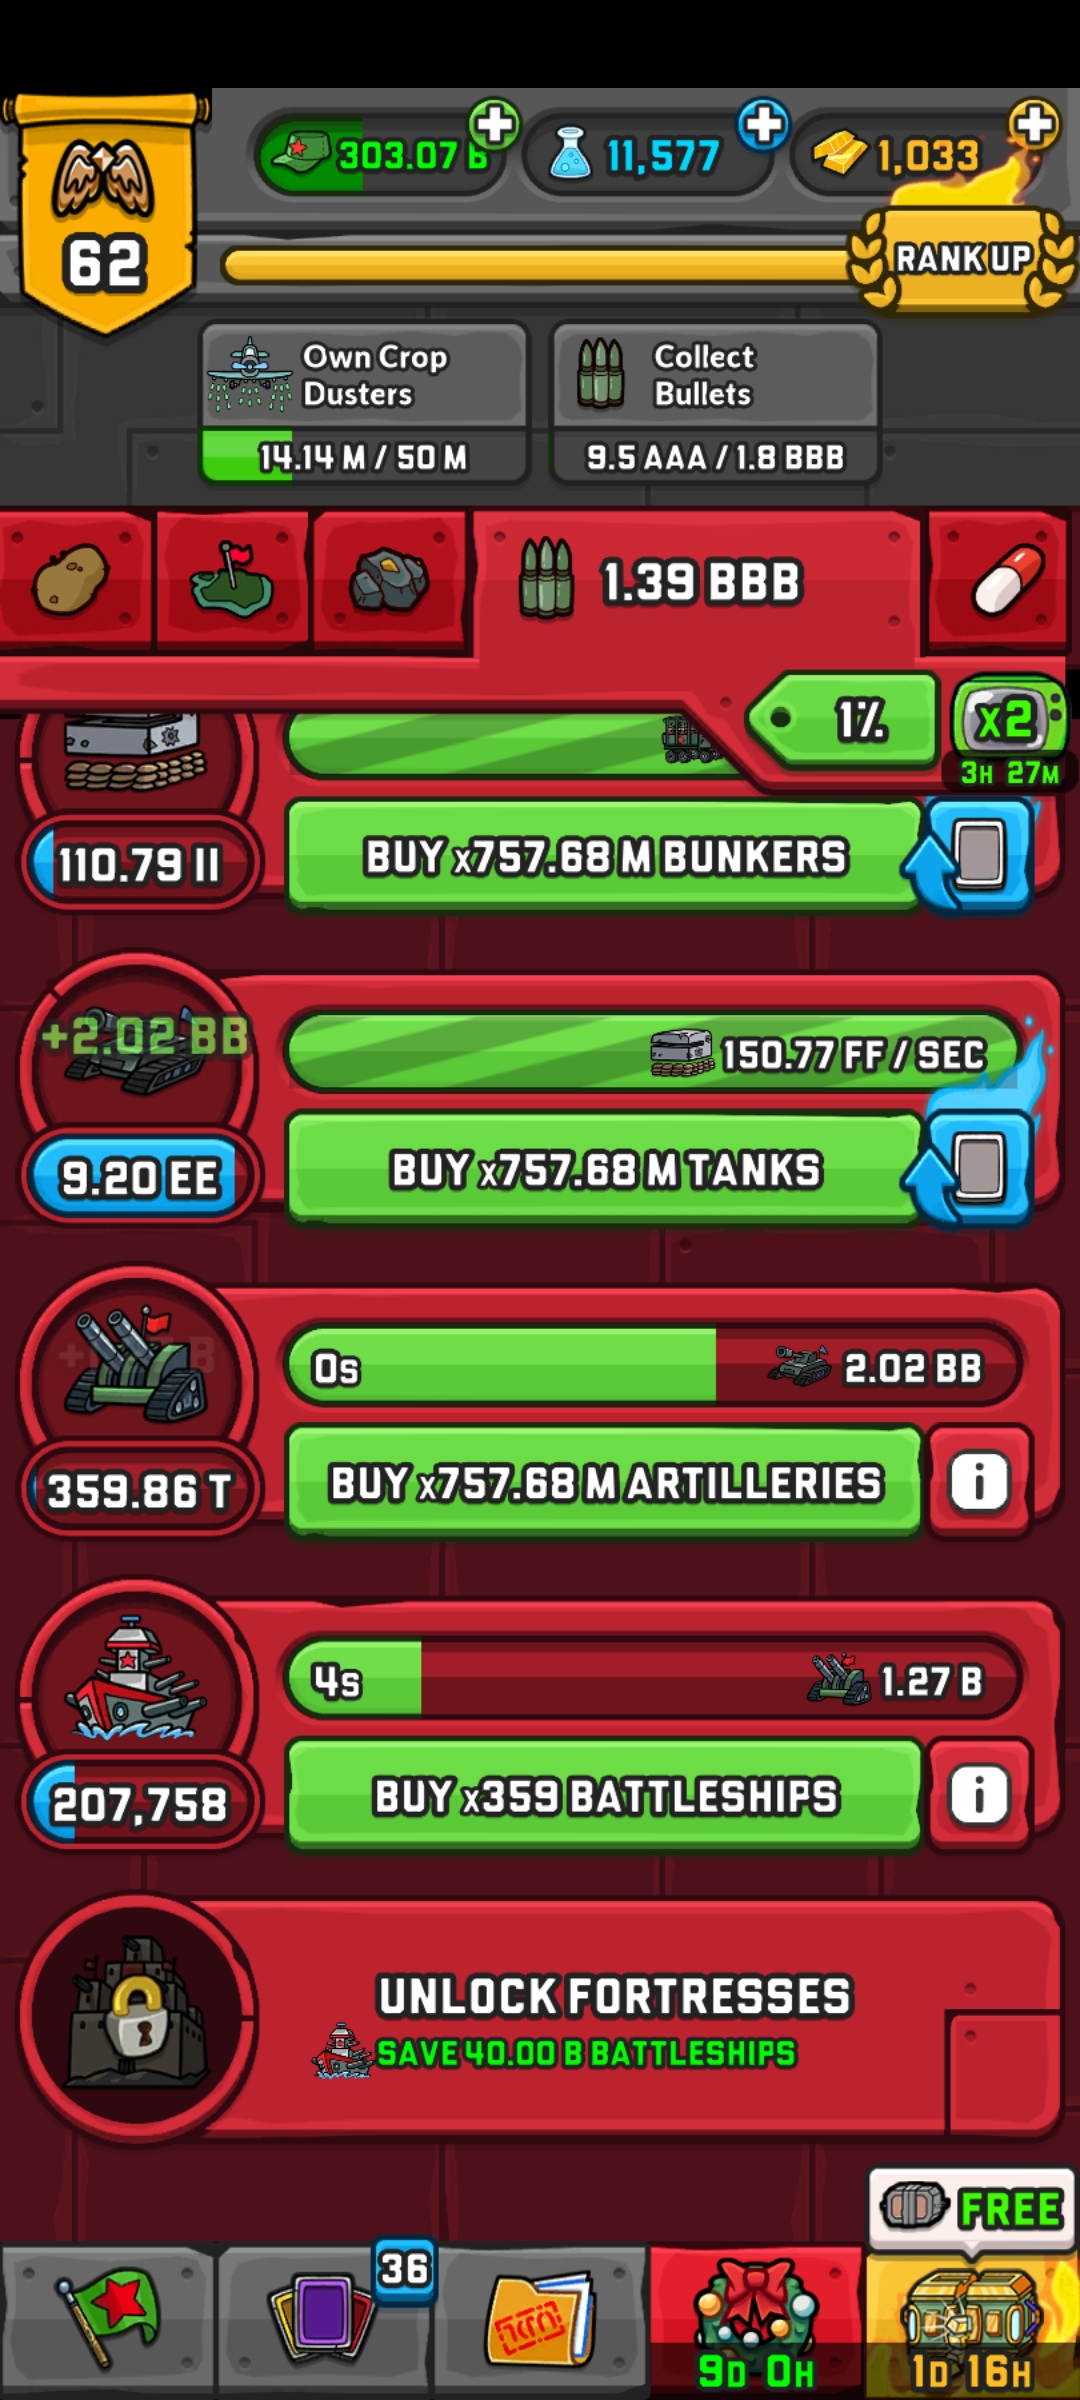 303.07 B
11,577
1,033
62
RANK UP
Own Crop
Dusters
14.14 M / 50 M
Collect
Bullets
9.5 AAA / 1.8 BBB
1.39 BBB
1%
x2
3H 27M
110.79 II
BUY x757.68 M BUNKERS
+2.02 BB
150.77 FF / SEC
9.20 EE
BUY x757.68 M TANKS
0s
2.02 BB
359.86 T
BUY x757.68 M ARTILLERIES
i
4s
1.27 B
207,758
BUY x359 BATTLESHIPS
i
UNLOCK FORTRESSES
SAVE 40.00 B BATTLESHIPS
FREE
36
9D 0H
1D 16H